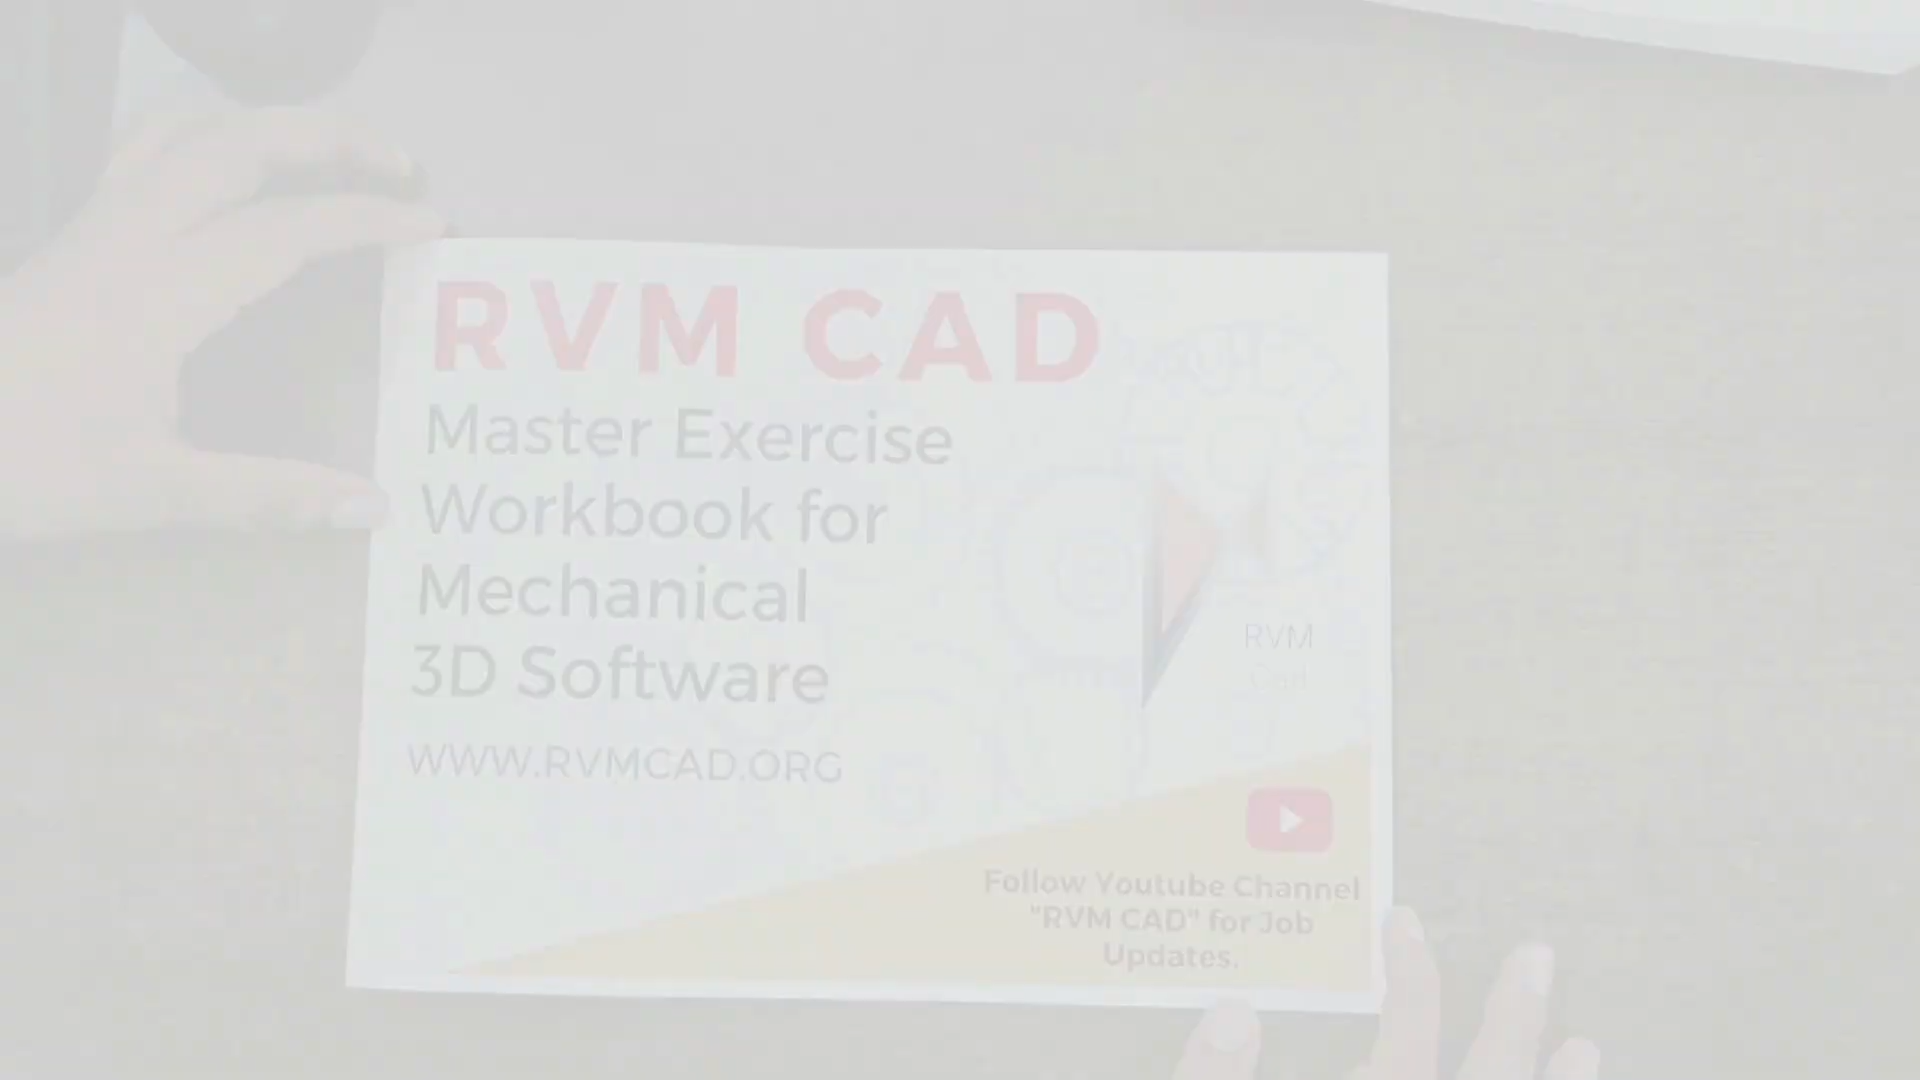 RVM CAD
Master Exercise
Workbook for
Mechanical
3D Software
WWW.RVMCAD.ORG
RVM
Cad
Follow Youtube Channel
"RVM CAD" for Job
Updates.